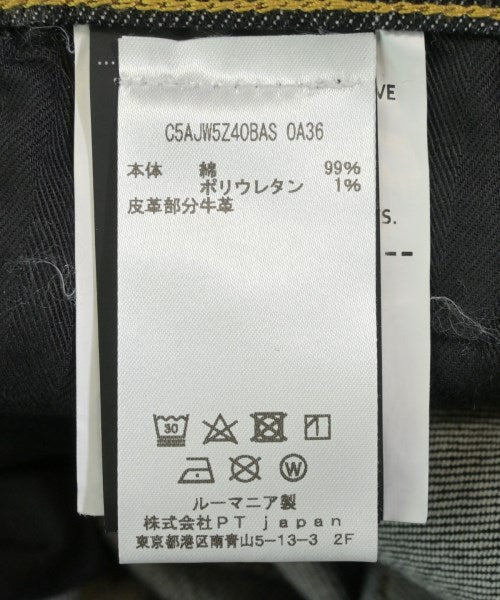 ...
VE
C5AJW5Z40BAS 0A36
本体 綿 99%
ポリウレタン 1%
皮革部分牛革
S.
30
W
ルーマニア製
株式会社PT japan
東京都港区南青山5-13-3 2F